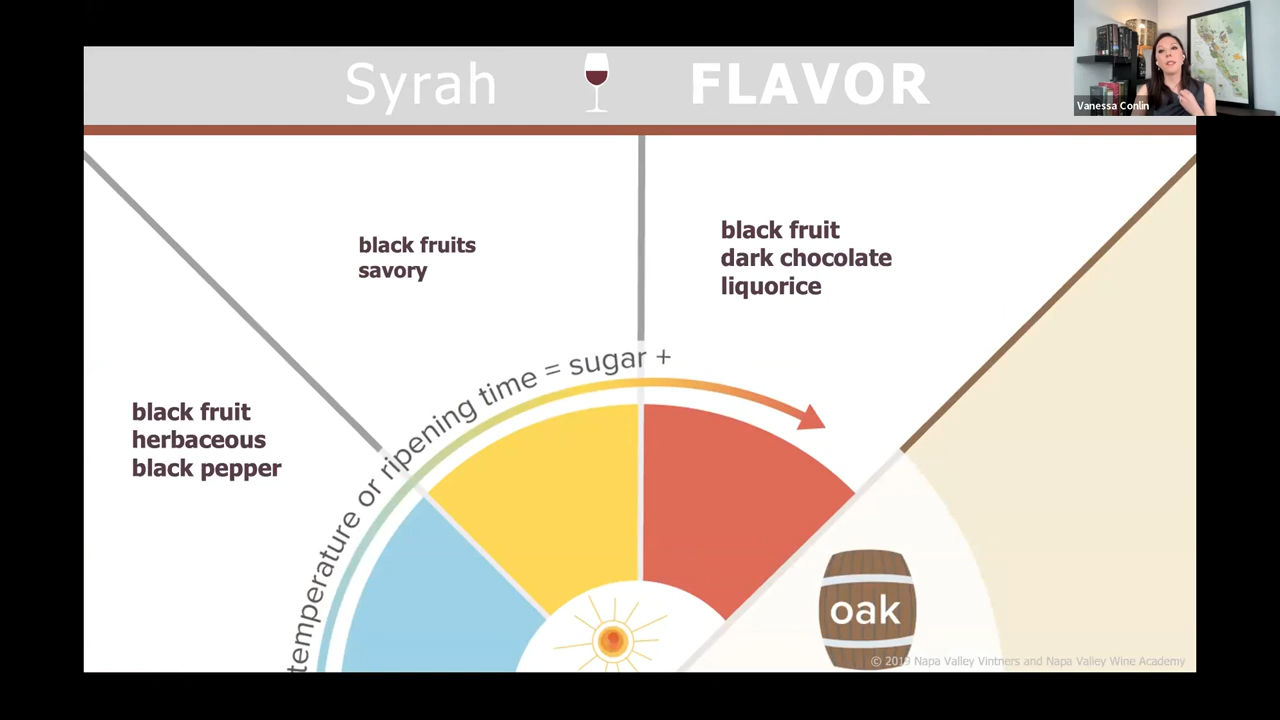 Syrah
FLAVOR
Vanessa Conlin
black fruits
savory
black fruit
dark chocolate
liquorice
temperature or ripening time = sugar +
black fruit
herbaceous
black pepper
oak
© 2019 Napa Valley Vintners and Napa Valley Wine Academy